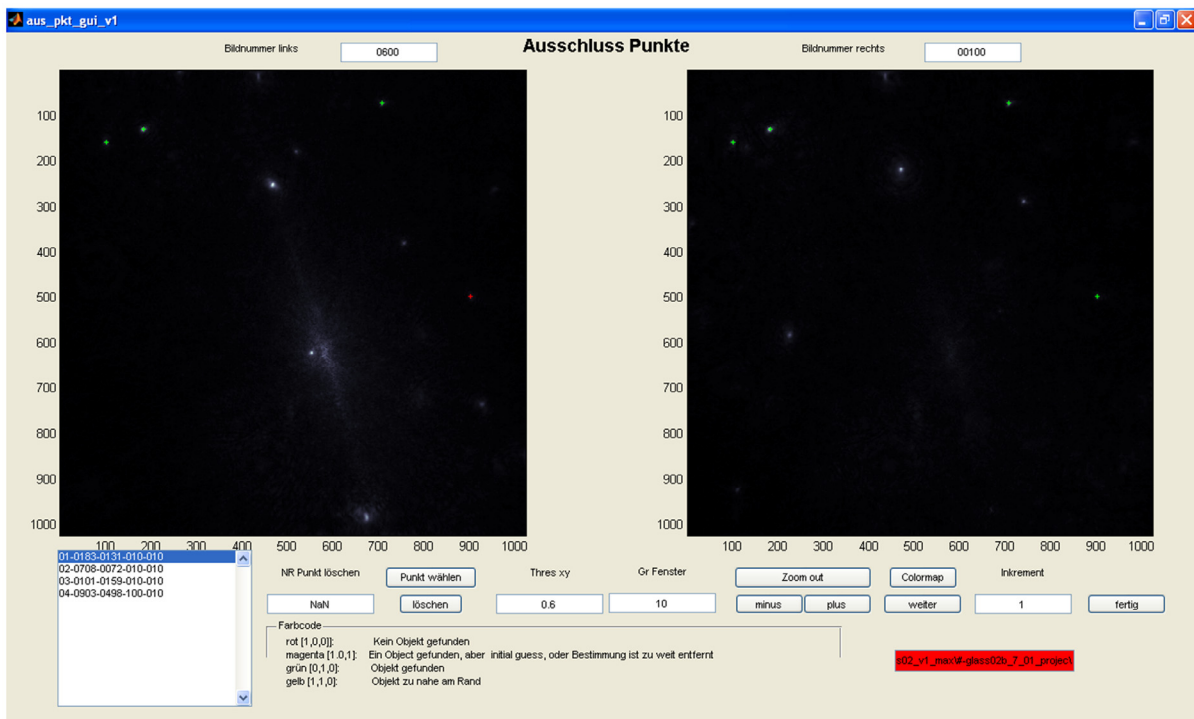 aus_pkt_gui_v1
Bildnummer links 0600 Ausschluss Punkte Bildnummer rechts 00100
100
200
300
400
500
600
700
800
900
1000
100 200 300 400 500 600 700 800 900 1000
100
200
300
400
500
600
700
800
900
1000
100 200 300 400 500 600 700 800 900 1000
01-0183-0131-010-010
02-0708-0072-010-010
03-0101-0159-010-010
04-0903-0498-100-010
NR Punkt löschen Punkt wählen Thres xy Gr Fenster Zoom out Colormap Inkrement
NaN löschen 0.6 10 minus plus weiter 1 fertig
Farbcode
rot [1,0,0]]: Kein Objekt gefunden
magenta [1.0,1]: Ein Object gefunden, aber initial guess, oder Bestimmung ist zu weit entfernt
grün [0,1,0]: Objekt gefunden
gelb [1,1,0]: Objekt zu nahe am Rand
s02_v1_max\#-glass02b_7_01_project